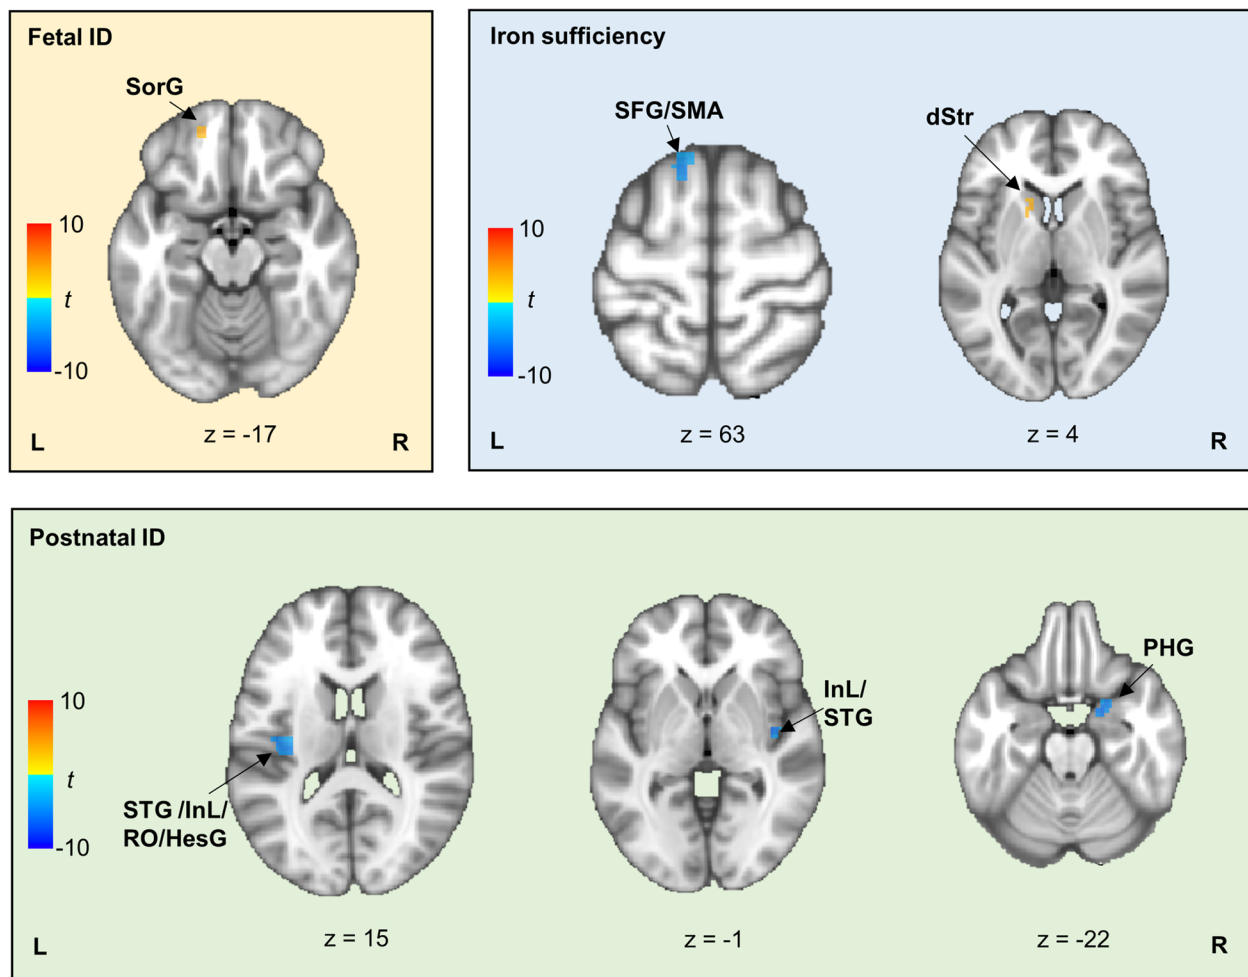 Fetal ID
SorG
10
t
-10
z = -17
L
R
Iron sufficiency
SFG/SMA
dStr
10
t
-10
z = 63
z = 4
L
R
Postnatal ID
PHG
InL/
STG
10
t
-10
STG /InL/
RO/HesG
z = 15
z = -1
z = -22
L
R